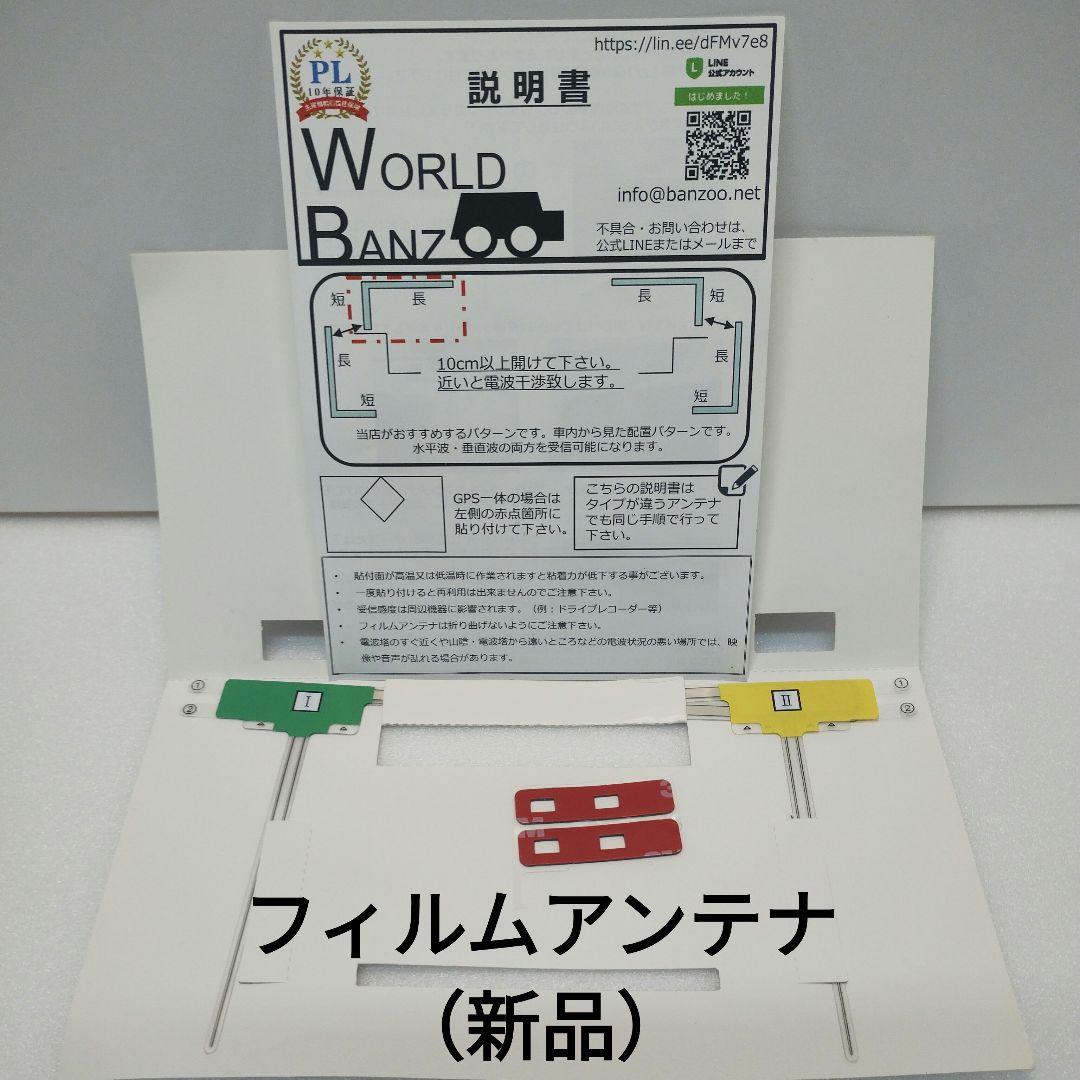 https://lin.ee/dFMv7e8
PL
10年保証
説明書
LINE
公式アカウント
はじめました！
WORLD
BANZ
info@banzoo.net
不具合・お問い合わせは、
公式LINEまたはメールまで
短 長
長 短
長
短
長
短
10cm以上開けて下さい。
近いと電波干渉致します。
当店がおすすめするパターンです。車内から見た配置パターンです。
水平波・垂直波の両方を受信可能になります。
GPS一体の場合は
左側の赤点箇所に
貼り付けて下さい。
こちらの説明書は
タイプが違うアンテナ
でも同じ手順で行って
下さい。
・ 貼付面が高温又は低温時に作業されますと粘着力が低下する事がございます。
・ 一度貼り付けると再利用は出来ませんのでご注意下さい。
・ 受信感度は周辺機器に影響されます。（例：ドライブレコーダー等）
・ フィルムアンテナは折り曲げないようにご注意下さい。
・ 電波塔のすぐ近くや山陰・電波塔から遠いところなどの電波状況の悪い場所では、映
像や音声が乱れる場合があります。
①
②
I
II
①
②
フィルムアンテナ
（新品）